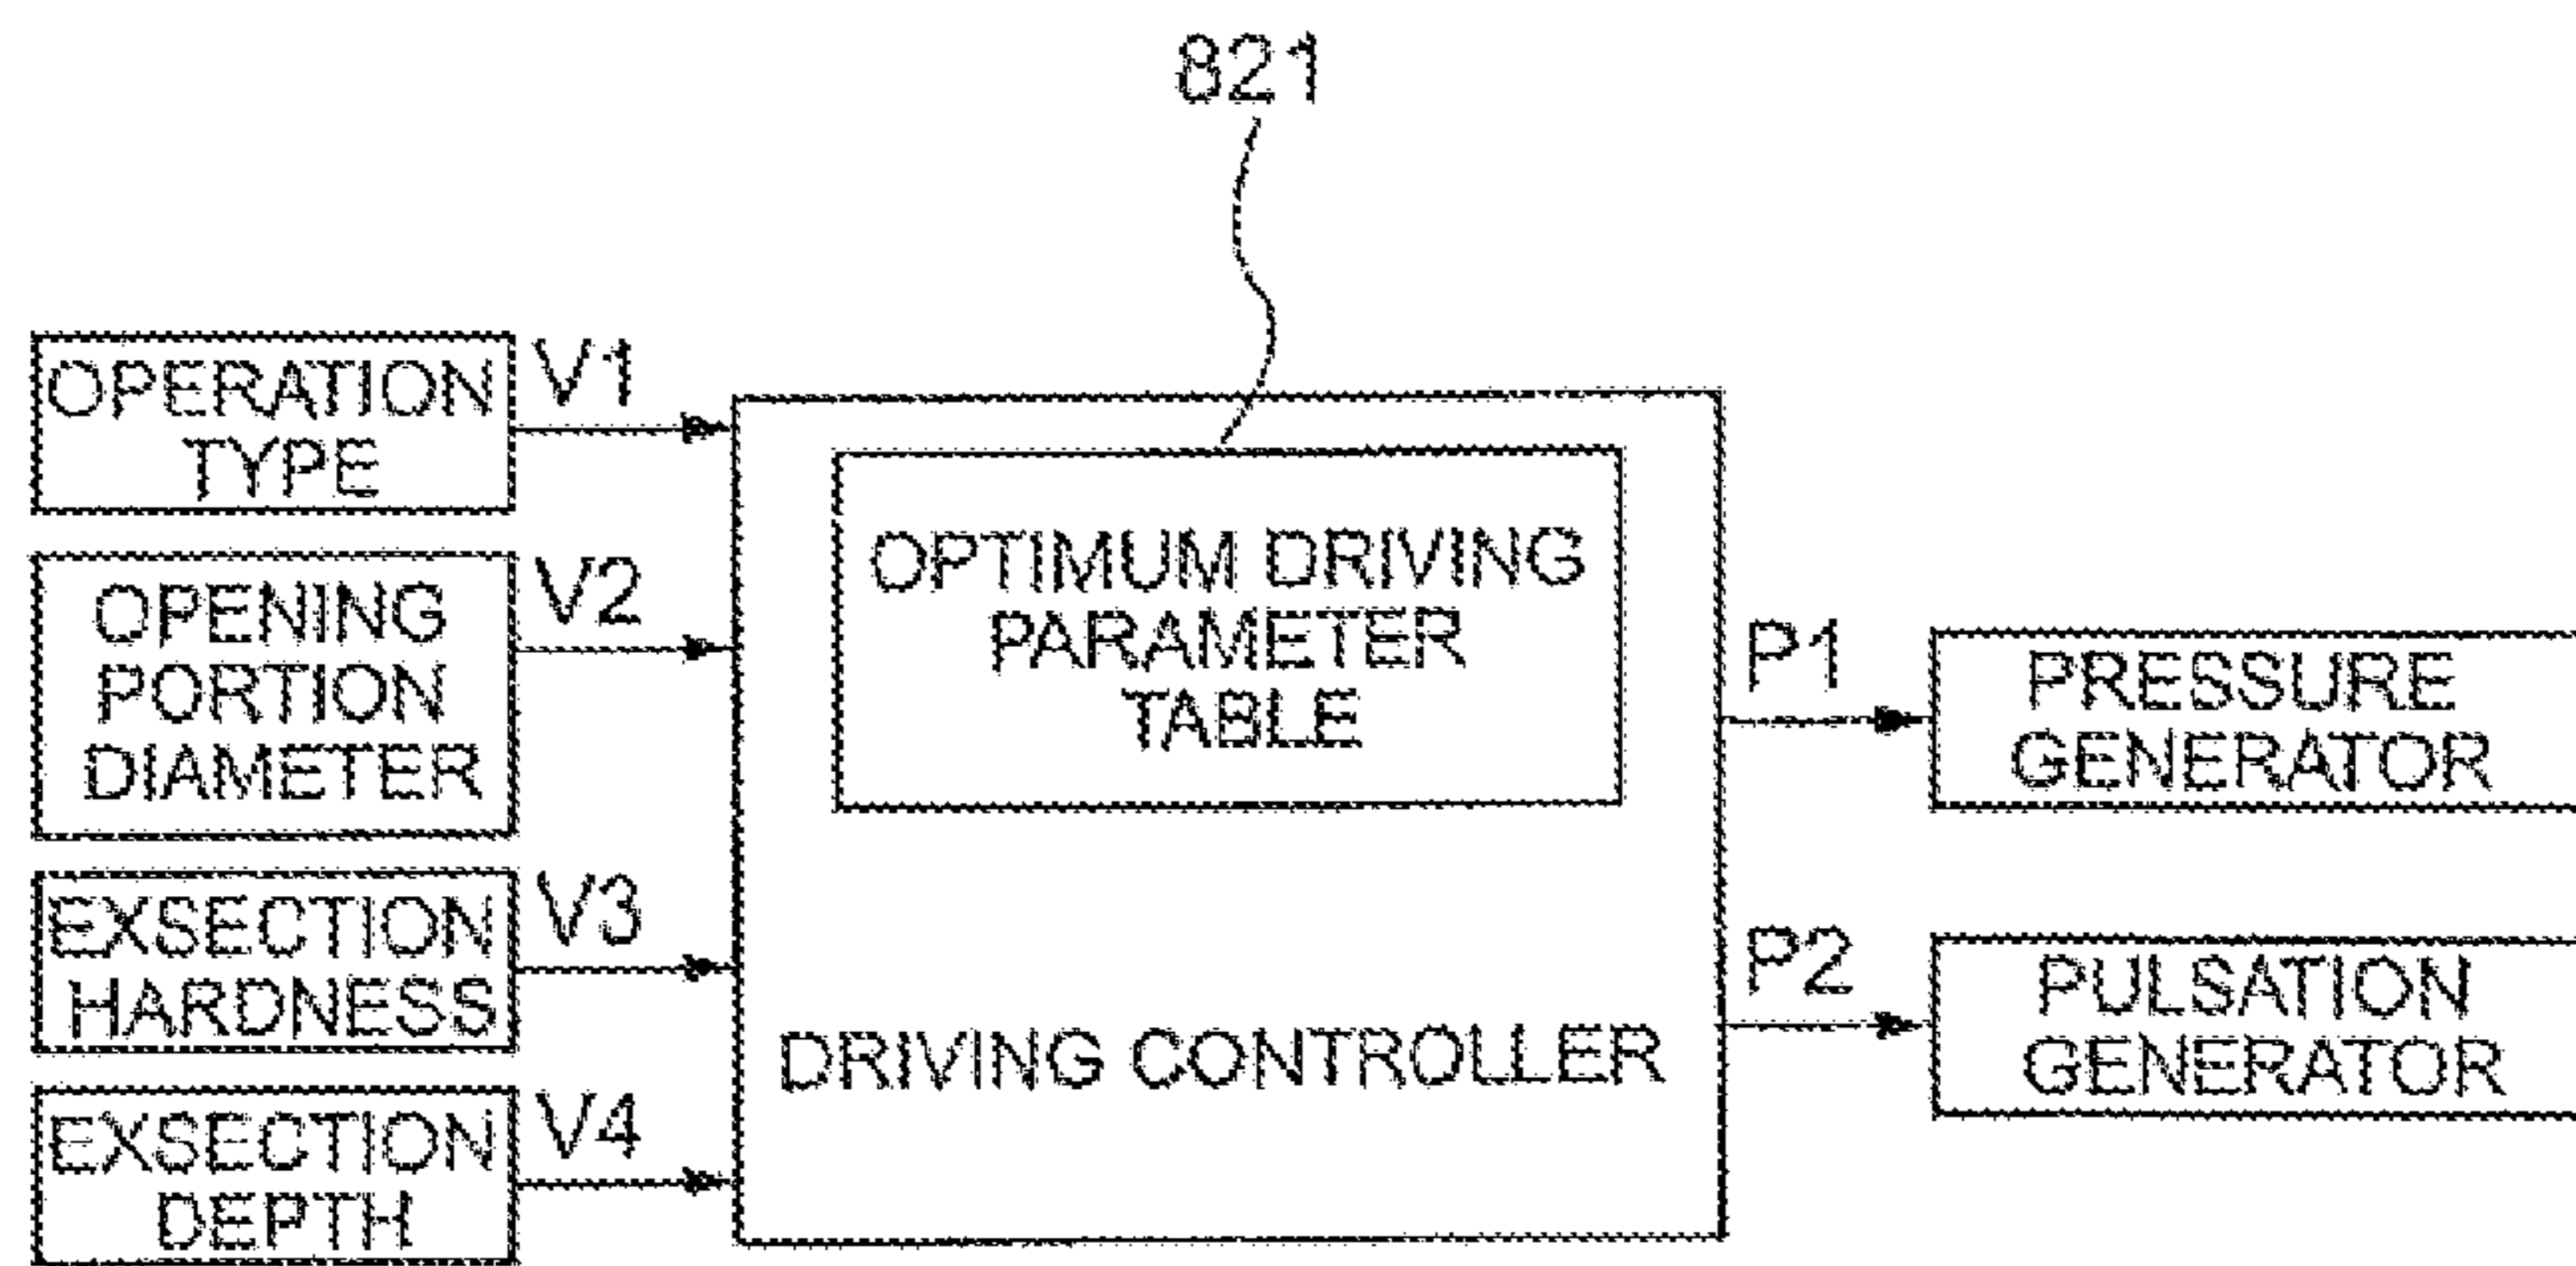 821
OPERATION
TYPE
V1
OPENING
PORTION
DIAMETER
V2
EXSECTION
HARDNESS
V3
EXSECTION
DEPTH
V4
OPTIMUM DRIVING
PARAMETER
TABLE
DRIVING CONTROLLER
P1
PRESSURE
GENERATOR
P2
PULSATION
GENERATOR